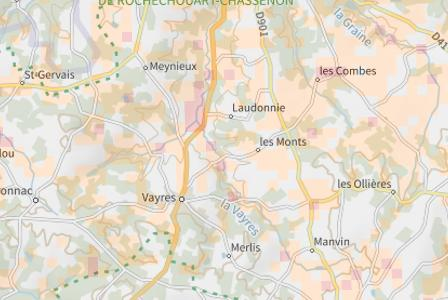 DE ROCHECHOUART-CHASSENON
D901
la Graine
D41
St-Gervais
Meynieux
les Combes
Laudonnie
les Monts
les Ollières
Vayres
la Vayres
Merlis
Manvin